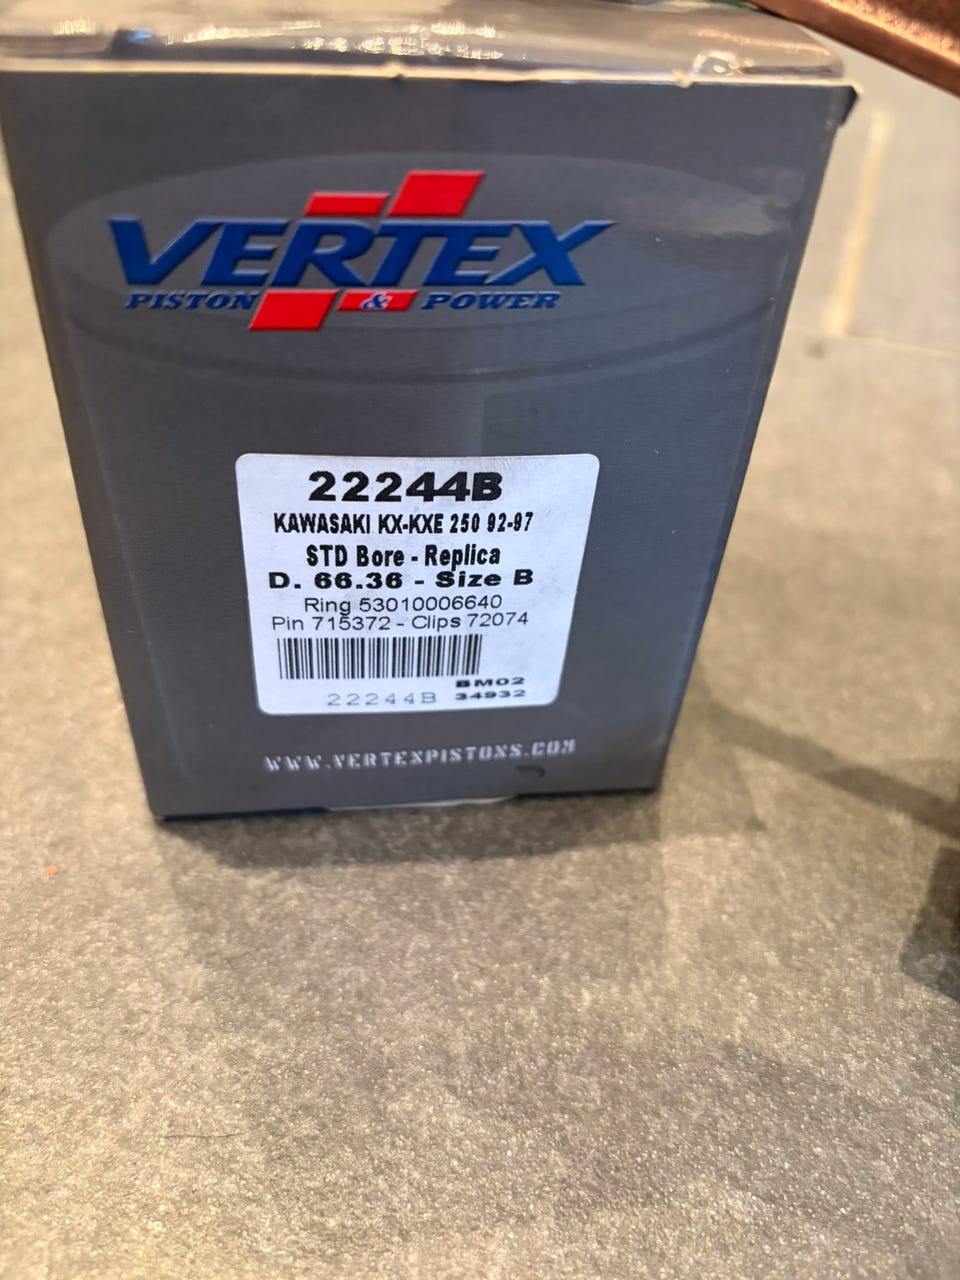 VERTEX
PISTON & POWER
22244B
KAWASAKI KX-KXE 250 92-97
STD Bore - Replica
D. 66.36 - Size B
Ring 53010006640
Pin 715372 - Clips 72074
BM02
22244B 34932
WWW.VERTEXPISTONS.COM